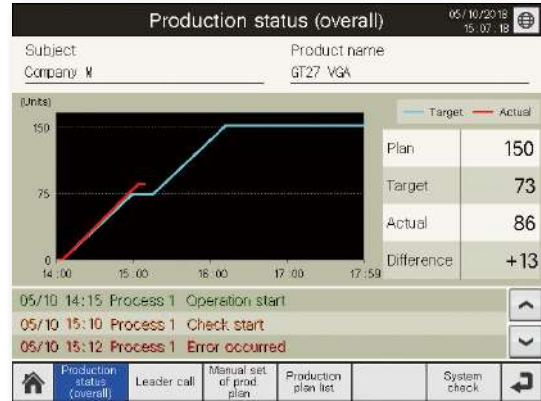 Production status (overall)
05/10/2018
15:07:18
Subject
Product name
Company M
GT27 VGA
(Units)
Target
Actual
150
75
0
14:00
15:00
16:00
17:00
17:59
Plan
150
Target
73
Actual
86
Difference
+13
05/10 14:15 Process 1 Operation start
05/10 15:10 Process 1 Check start
05/10 15:12 Process 1 Error occurred
Production
status
(overall)
Leader call
Manual set
of prod.
plan
Production
plan list
System
check